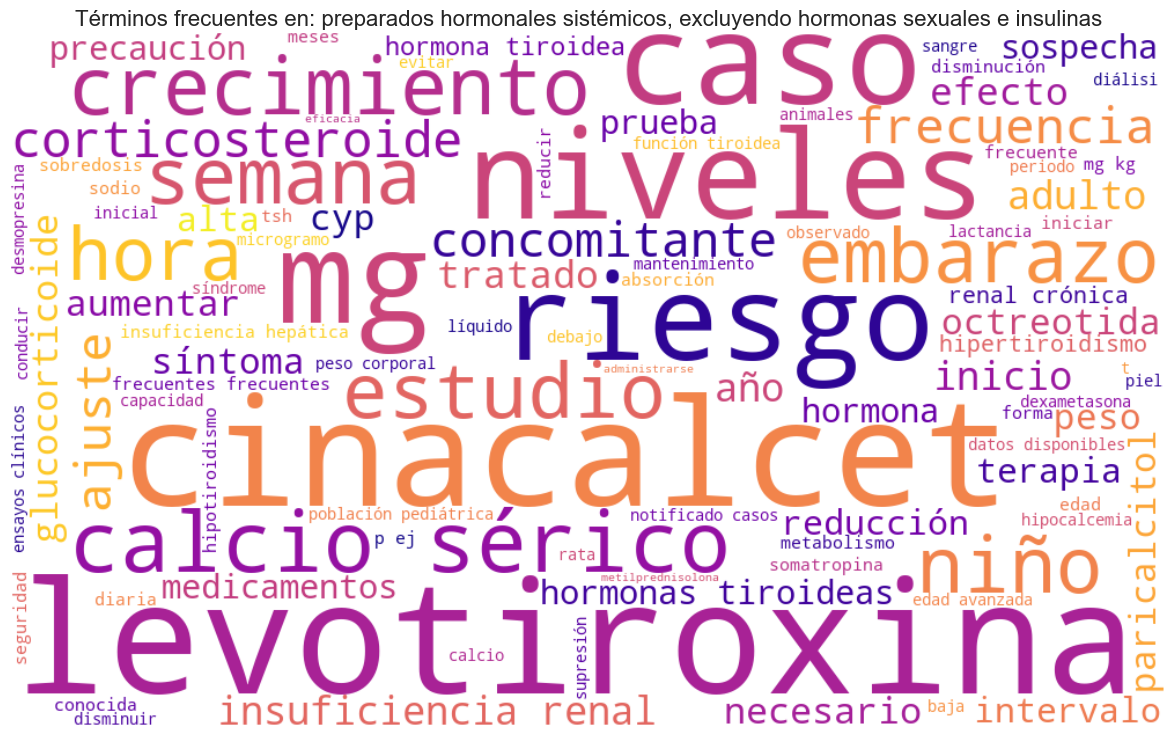 Términos frecuentes en: preparados hormonales sistémicos, excluyendo hormonas sexuales e insulinas
precaución
meses
hormona tiroidea
evitar
caso
sangre
sospecha
disminución
diálisi
crecimiento
efecto
eficacia
corticosteroide
prueba
animales
frecuencia
función tiroidea
reducir
niveles
frecuente
periodo
mg kg
sobredosis
sodio
semana
adulto
desmopresina
inicial
alta
tsh
cyp
lactancia
iniciar
glucocorticoide
hora
microgramo
mg
concomitante
observado
embarazo
mantenimiento
tratado
absorción
síndrome
aumentar
riesgo
renal crónica
octreotida
conducir
insuficiencia hepática
líquido
debajo
hipertiroidismo
ajuste
síntoma
peso corporal
administrarse
t
piel
frecuentes frecuentes
estudio
año
inicio
capacidad
dexametasona
hormona
forma
peso
ensayos clínicos
hipotiroidismo
cinacalcet
datos disponibles
terapia
paricalcitol
población pediátrica
notificado casos
edad
hipocalcemia
calcio sérico
p ej
reducción
metabolismo
rata
somatropina
niño
seguridad
medicamentos
metilprednisolona
hormonas tiroideas
diaria
edad avanzada
levotiroxina
supresión
calcio
conocida
disminuir
insuficiencia renal
necesario
baja
intervalo